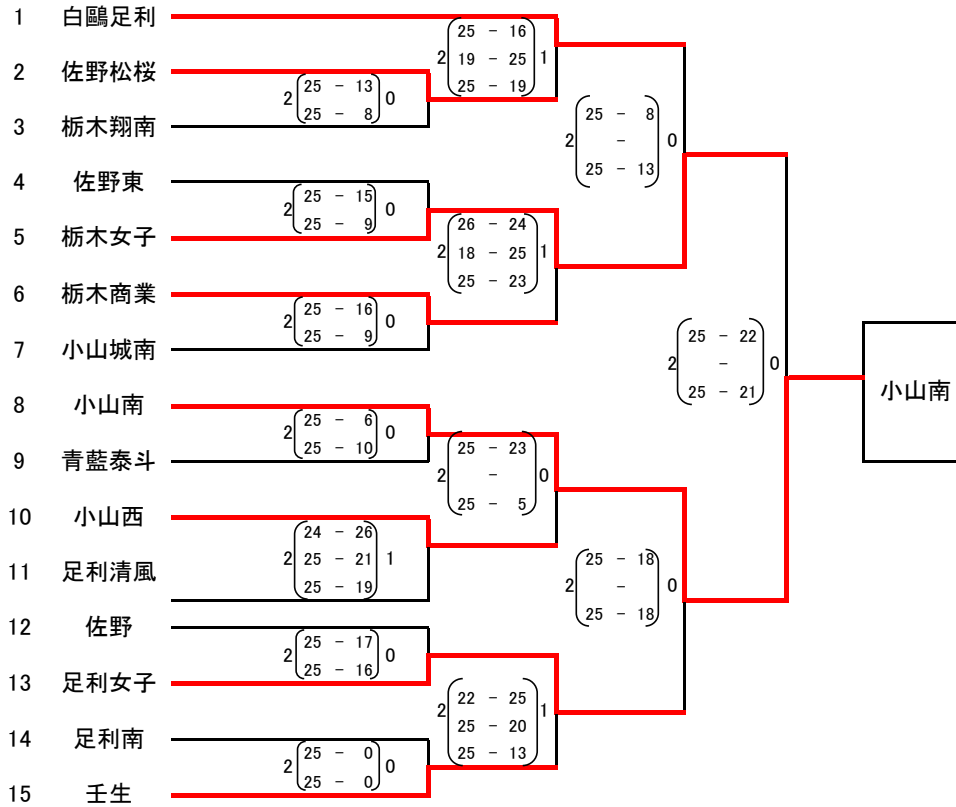 1 白鷗足利
2 佐野松桜
3 栃木翔南
4 佐野東
5 栃木女子
6 栃木商業
7 小山城南
8 小山南
9 青藍泰斗
10 小山西
11 足利清風
12 佐野
13 足利女子
14 足利南
15 壬生
2 25 - 13 0
25 - 8
2 25 - 15 0
25 - 9
2 25 - 16 0
25 - 9
2 25 - 6 0
25 - 10
24 - 26
2 25 - 21 1
25 - 19
2 25 - 17 0
25 - 16
2 25 - 0 0
25 - 0
25 - 16
2 19 - 25 1
25 - 19
26 - 24
2 18 - 25 1
25 - 23
25 - 23
2 - 0
25 - 5
22 - 25
2 25 - 20 1
25 - 13
25 - 8
2 - 0
25 - 13
25 - 18
2 - 0
25 - 18
25 - 22
2 - 0
25 - 21
小山南